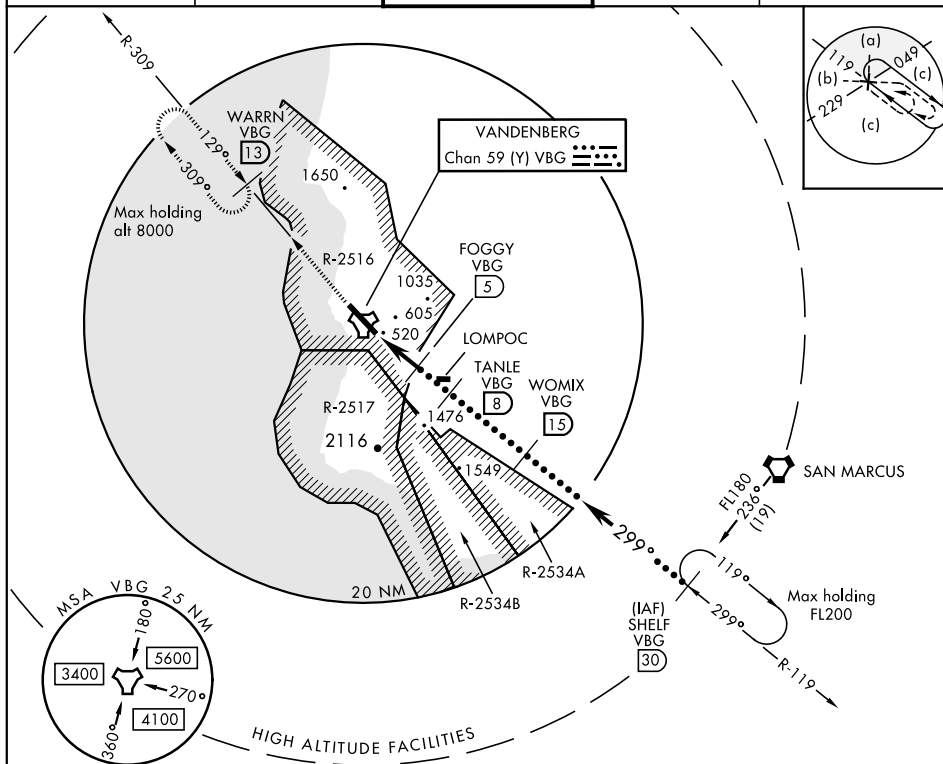 R-309
129°
309°
WARRN
VBG
13
Max holding
alt 8000
VANDENBERG
Chan 59 (Y) VBG
1650
R-2516
1035
605
520
FOGGY
VBG
5
LOMPOC
TANLE
VBG
8
WOMIX
VBG
15
R-2517
2116
1476
1549
SAN MARCUS
FL180
236°
(19)
299°
119°
299°
Max holding
FL200
R-119
R-2534A
R-2534B
20 NM
(IAF)
SHELF
VBG
30
MSA VBG 25 NM
180°
5600
3400
270°
4100
360°
HIGH ALTITUDE FACILITIES
(a)
119
049
(b)
(c)
229
(c)